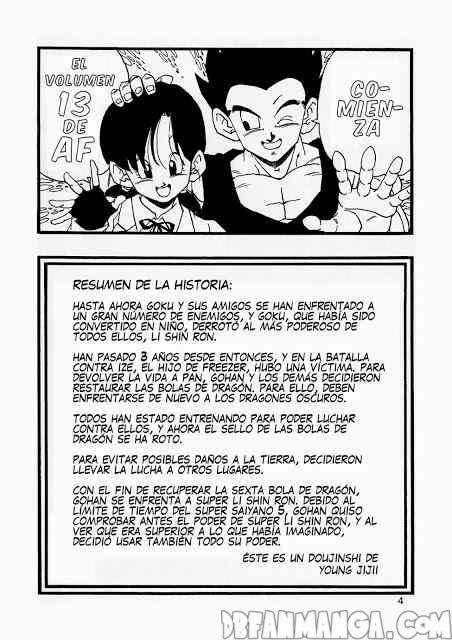 EL
VOLUMEN
13
DE
AF
CO-
MIEN-
ZA
RESUMEN DE LA HISTORIA:
HASTA AHORA GOKU Y SUS AMIGOS SE HAN ENFRENTADO A
UN GRAN NÚMERO DE ENEMIGOS, Y GOKU, QUE HABÍA SIDO
CONVERTIDO EN NIÑO, DERROTÓ AL MÁS PODEROSO DE
TODOS ELLOS, LI SHIN RON.
HAN PASADO 3 AÑOS DESDE ENTONCES, Y EN LA BATALLA
CONTRA IZE, EL HIJO DE FREEZER, HUBO UNA VÍCTIMA. PARA
DEVOLVER LA VIDA A PAN, GOHAN Y LOS DEMÁS DECIDIERON
RESTAURAR LAS BOLAS DE DRAGÓN. PARA ELLO, DEBEN
ENFRENTARSE DE NUEVO A LOS DRAGONES OSCUROS.
TODOS HAN ESTADO ENTRENANDO PARA PODER LUCHAR
CONTRA ELLOS, Y AHORA EL SELLO DE LAS BOLAS DE
DRAGÓN SE HA ROTO.
PARA EVITAR POSIBLES DAÑOS A LA TIERRA, DECIDIERON
LLEVAR LA LUCHA A OTROS LUGARES.
CON EL FIN DE RECUPERAR LA SEXTA BOLA DE DRAGÓN,
GOHAN SE ENFRENTA A SUPER LI SHIN RON. DEBIDO AL
LÍMITE DE TIEMPO DEL SUPER SAIYANO 5, GOHAN QUISO
COMPROBAR ANTES EL PODER DE SUPER LI SHIN RON, Y AL
VER QUE ERA SUPERIOR A LO QUE HABÍA IMAGINADO,
DECIDIÓ USAR TAMBIÉN TODO SU PODER.
ÉSTE ES UN DOUJINSHI DE
YOUNG JIJII
4
DBFANMANGA.COM